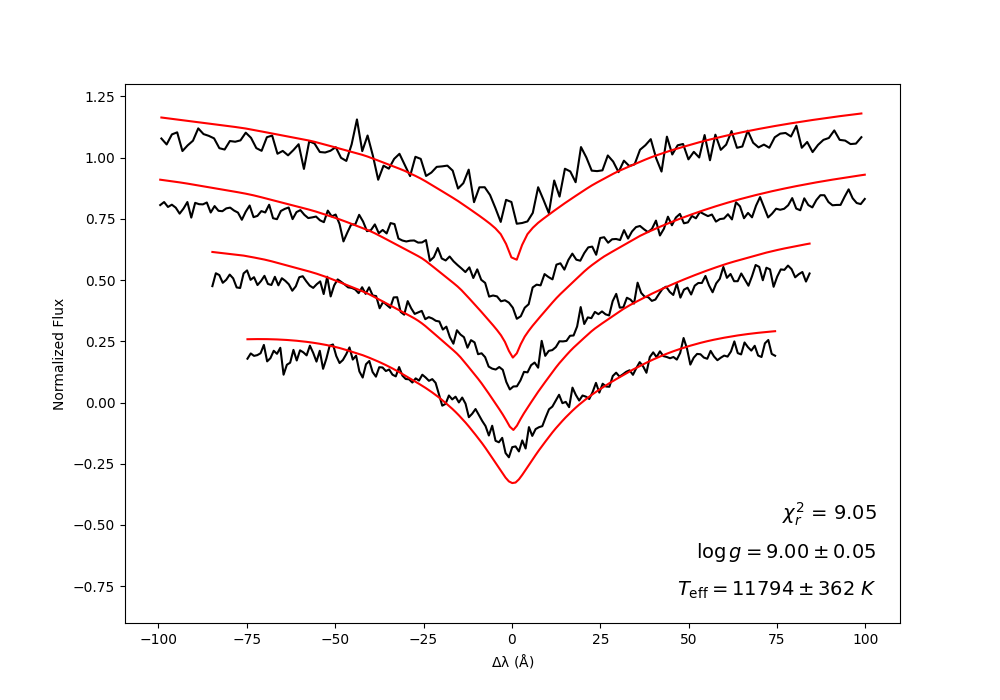 1.25
1.00
0.75
0.50
0.25
0.00
−0.25
−0.50
−0.75
Normalized Flux
χ²ᵣ = 9.05
log g = 9.00 ± 0.05
T_eff = 11794 ± 362 K
−100 −75 −50 −25 0 25 50 75 100
Δλ (Å)